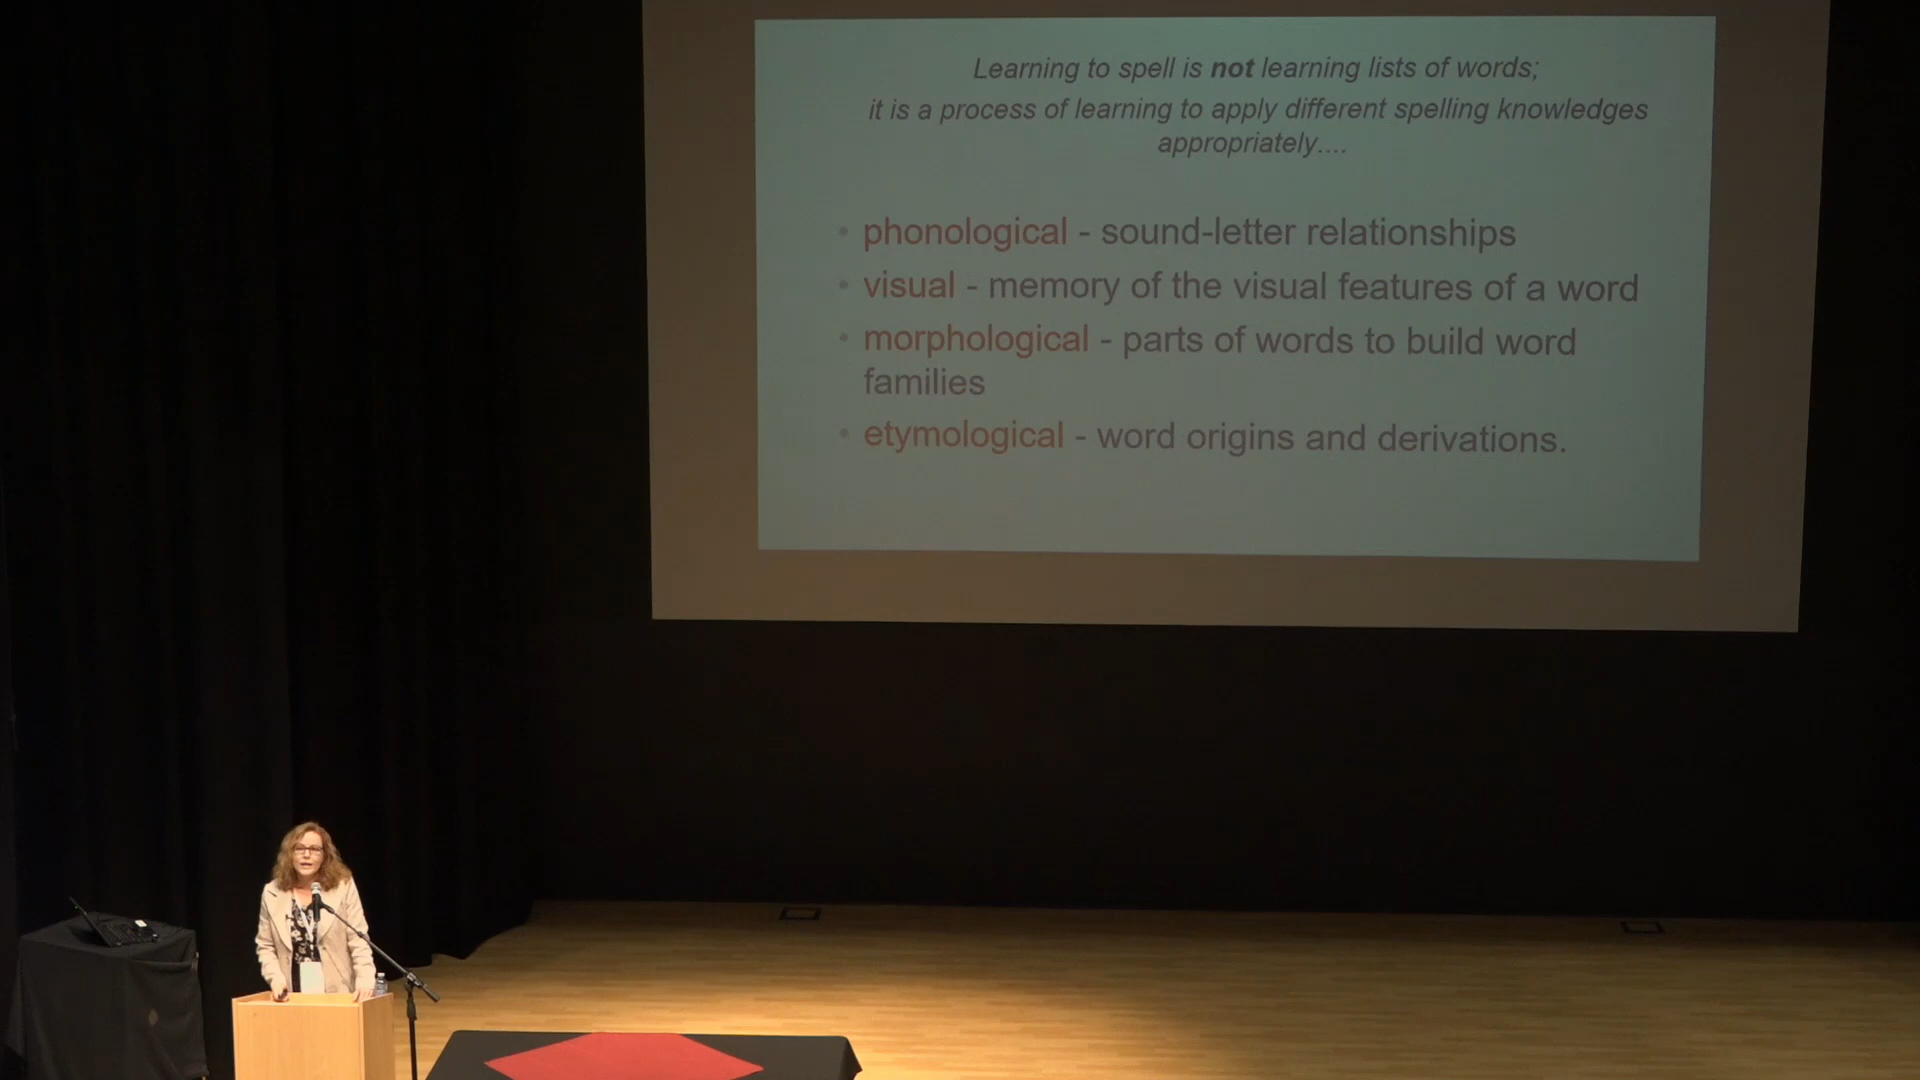 Learning to spell is not learning lists of words;
it is a process of learning to apply different spelling knowledges
appropriately....
• phonological - sound-letter relationships
• visual - memory of the visual features of a word
• morphological - parts of words to build word
families
• etymological - word origins and derivations.